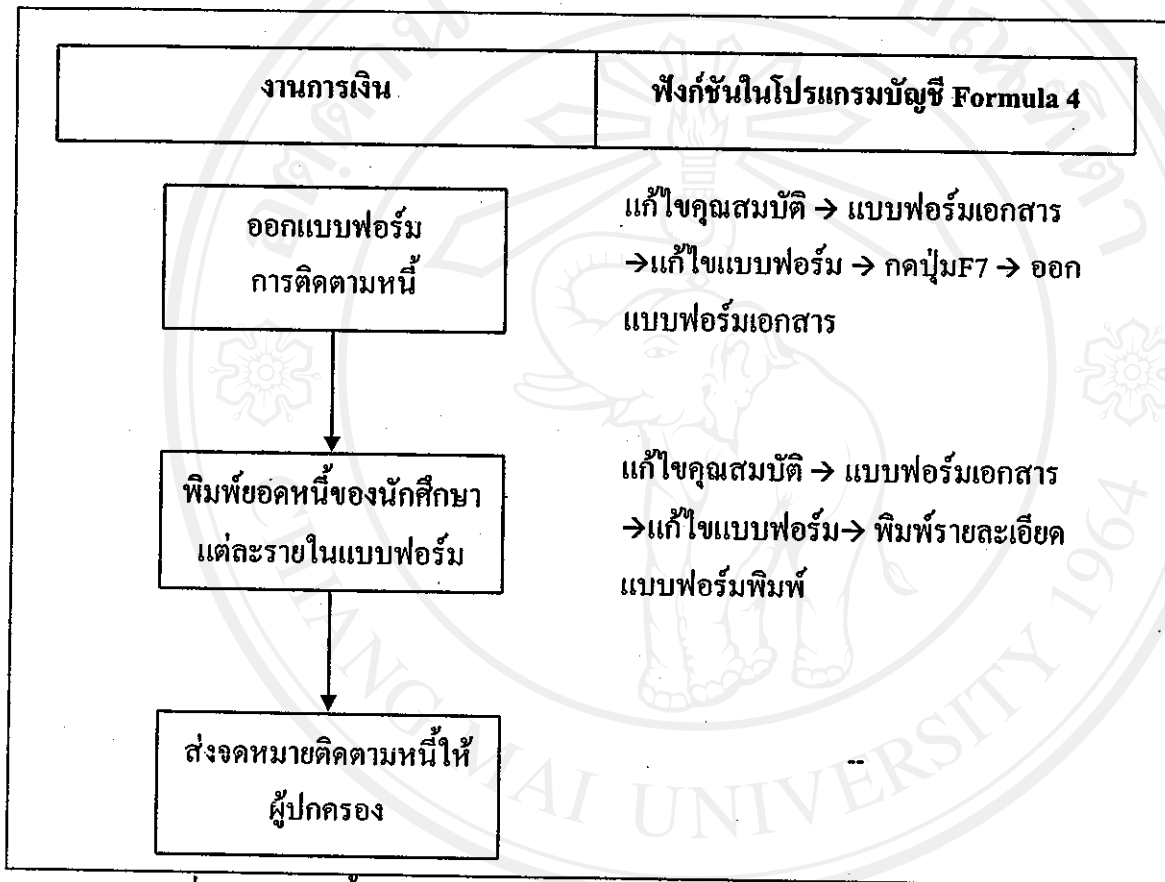 งานการเงิน
ฟังก์ชันในโปรแกรมบัญชี Formula 4
ออกแบบฟอร์ม
การติดตามหนี้
แก้ไขคุณสมบัติ → แบบฟอร์มเอกสาร
→แก้ไขแบบฟอร์ม → กดปุ่มF7 → ออก
แบบฟอร์มเอกสาร
พิมพ์ยอดหนี้ของนักศึกษา
แต่ละรายในแบบฟอร์ม
แก้ไขคุณสมบัติ → แบบฟอร์มเอกสาร
→แก้ไขแบบฟอร์ม→ พิมพ์รายละเอียด
แบบฟอร์มพิมพ์
ส่งจดหมายติดตามหนี้ให้
ผู้ปกครอง
--
CHIANG MAI UNIVERSITY 1964